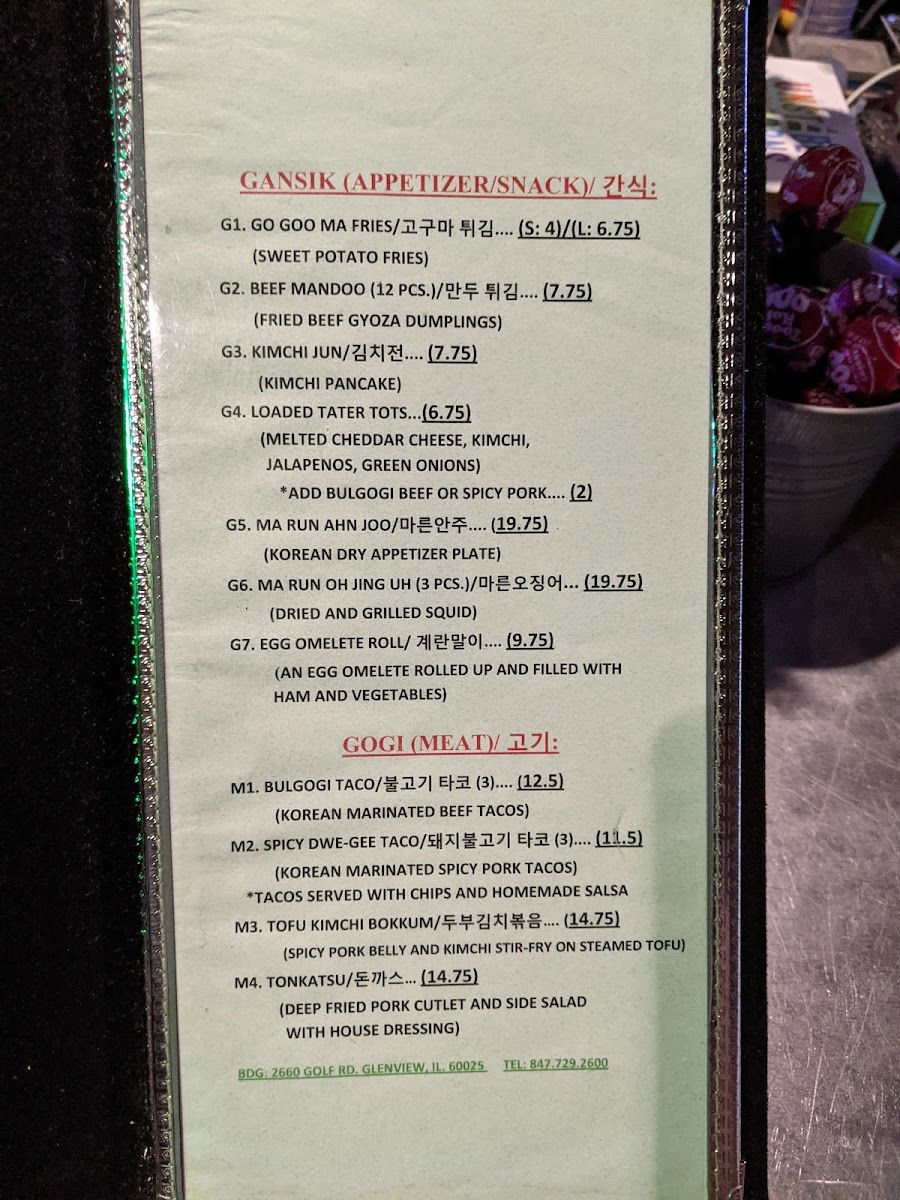 GANSIK (APPETIZER/SNACK)/ 간식:
G1. GO GOO MA FRIES/고구마 튀김.... (S: 4)/(L: 6.75)
(SWEET POTATO FRIES)
G2. BEEF MANDOO (12 PCS.)/만두 튀김.... (7.75)
(FRIED BEEF GYOZA DUMPLINGS)
G3. KIMCHI JUN/김치전.... (7.75)
(KIMCHI PANCAKE)
G4. LOADED TATER TOTS...(6.75)
(MELTED CHEDDAR CHEESE, KIMCHI,
JALAPENOS, GREEN ONIONS)
*ADD BULGOGI BEEF OR SPICY PORK.... (2)
G5. MA RUN AHN JOO/마른안주.... (19.75)
(KOREAN DRY APPETIZER PLATE)
G6. MA RUN OH JING UH (3 PCS.)/마른오징어... (19.75)
(DRIED AND GRILLED SQUID)
G7. EGG OMELETE ROLL/ 계란말이.... (9.75)
(AN EGG OMELETE ROLLED UP AND FILLED WITH
HAM AND VEGETABLES)
GOGI (MEAT)/ 고기:
M1. BULGOGI TACO/불고기 타코 (3).... (12.5)
(KOREAN MARINATED BEEF TACOS)
M2. SPICY DWE-GEE TACO/돼지불고기 타코 (3).... (11.5)
(KOREAN MARINATED SPICY PORK TACOS)
*TACOS SERVED WITH CHIPS AND HOMEMADE SALSA
M3. TOFU KIMCHI BOKKUM/두부김치볶음.... (14.75)
(SPICY PORK BELLY AND KIMCHI STIR-FRY ON STEAMED TOFU)
M4. TONKATSU/돈까스... (14.75)
(DEEP FRIED PORK CUTLET AND SIDE SALAD
WITH HOUSE DRESSING)
BDG: 2660 GOLF RD. GLENVIEW, IL. 60025 TEL: 847.729.2600